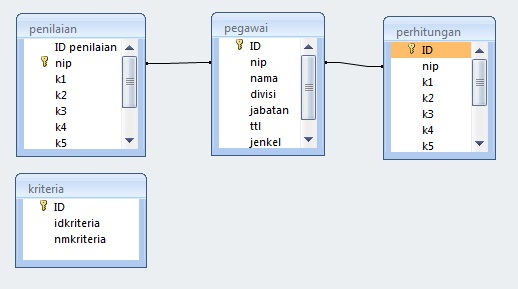 penilaian
ID penilaian
nip
k1
k2
k3
k4
k5
pegawai
ID
nip
nama
divisi
jabatan
ttl
jenkel
perhitungan
ID
nip
k1
k2
k3
k4
k5
kriteria
ID
idkriteria
nmkriteria